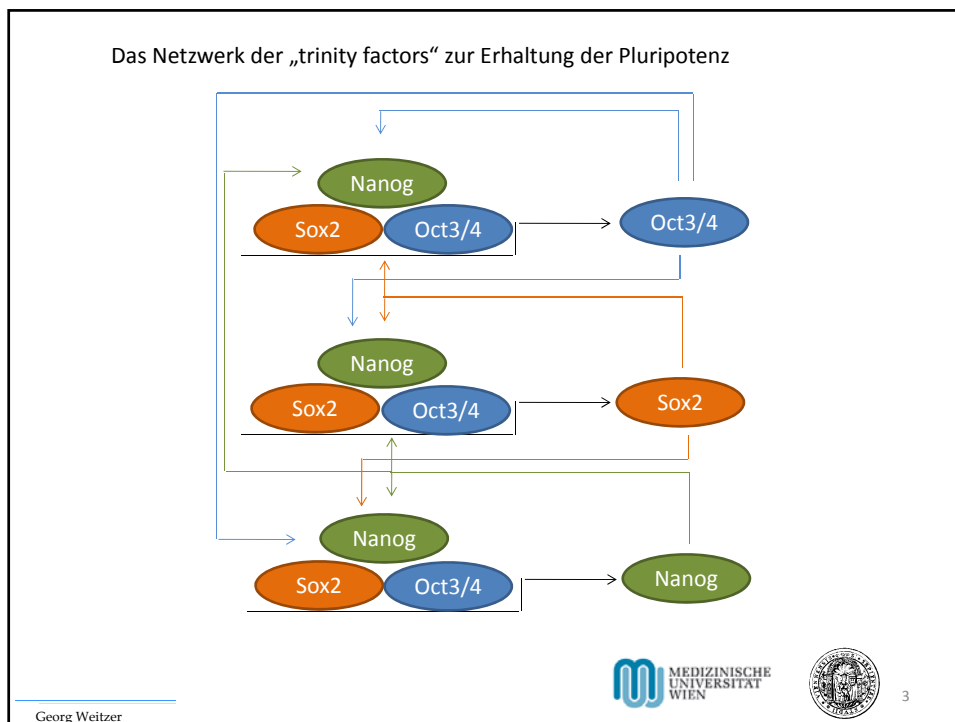 Das Netzwerk der „trinity factors“ zur Erhaltung der Pluripotenz
Nanog
Sox2 Oct3/4 Oct3/4
Nanog
Sox2 Oct3/4 Sox2
Nanog
Sox2 Oct3/4 Nanog
MEDIZINISCHE
UNIVERSITÄT
WIEN
3
Georg Weitzer